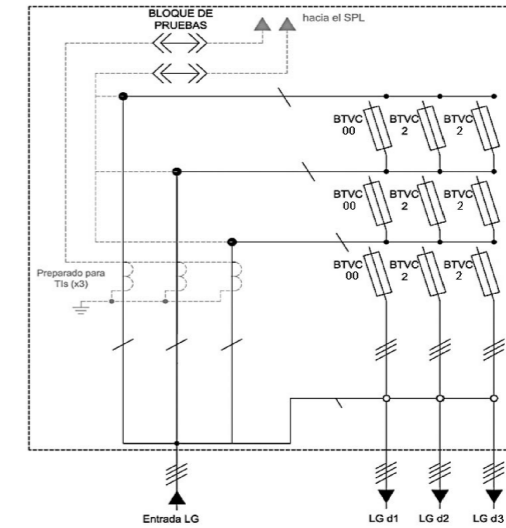 BLOQUE DE
PRUEBAS
hacia el SPL
BTVC
00
BTVC
2
BTVC
2
BTVC
00
BTVC
2
BTVC
2
BTVC
00
BTVC
2
BTVC
2
Preparado para
TIs (x3)
Entrada LG
LG d1
LG d2
LG d3